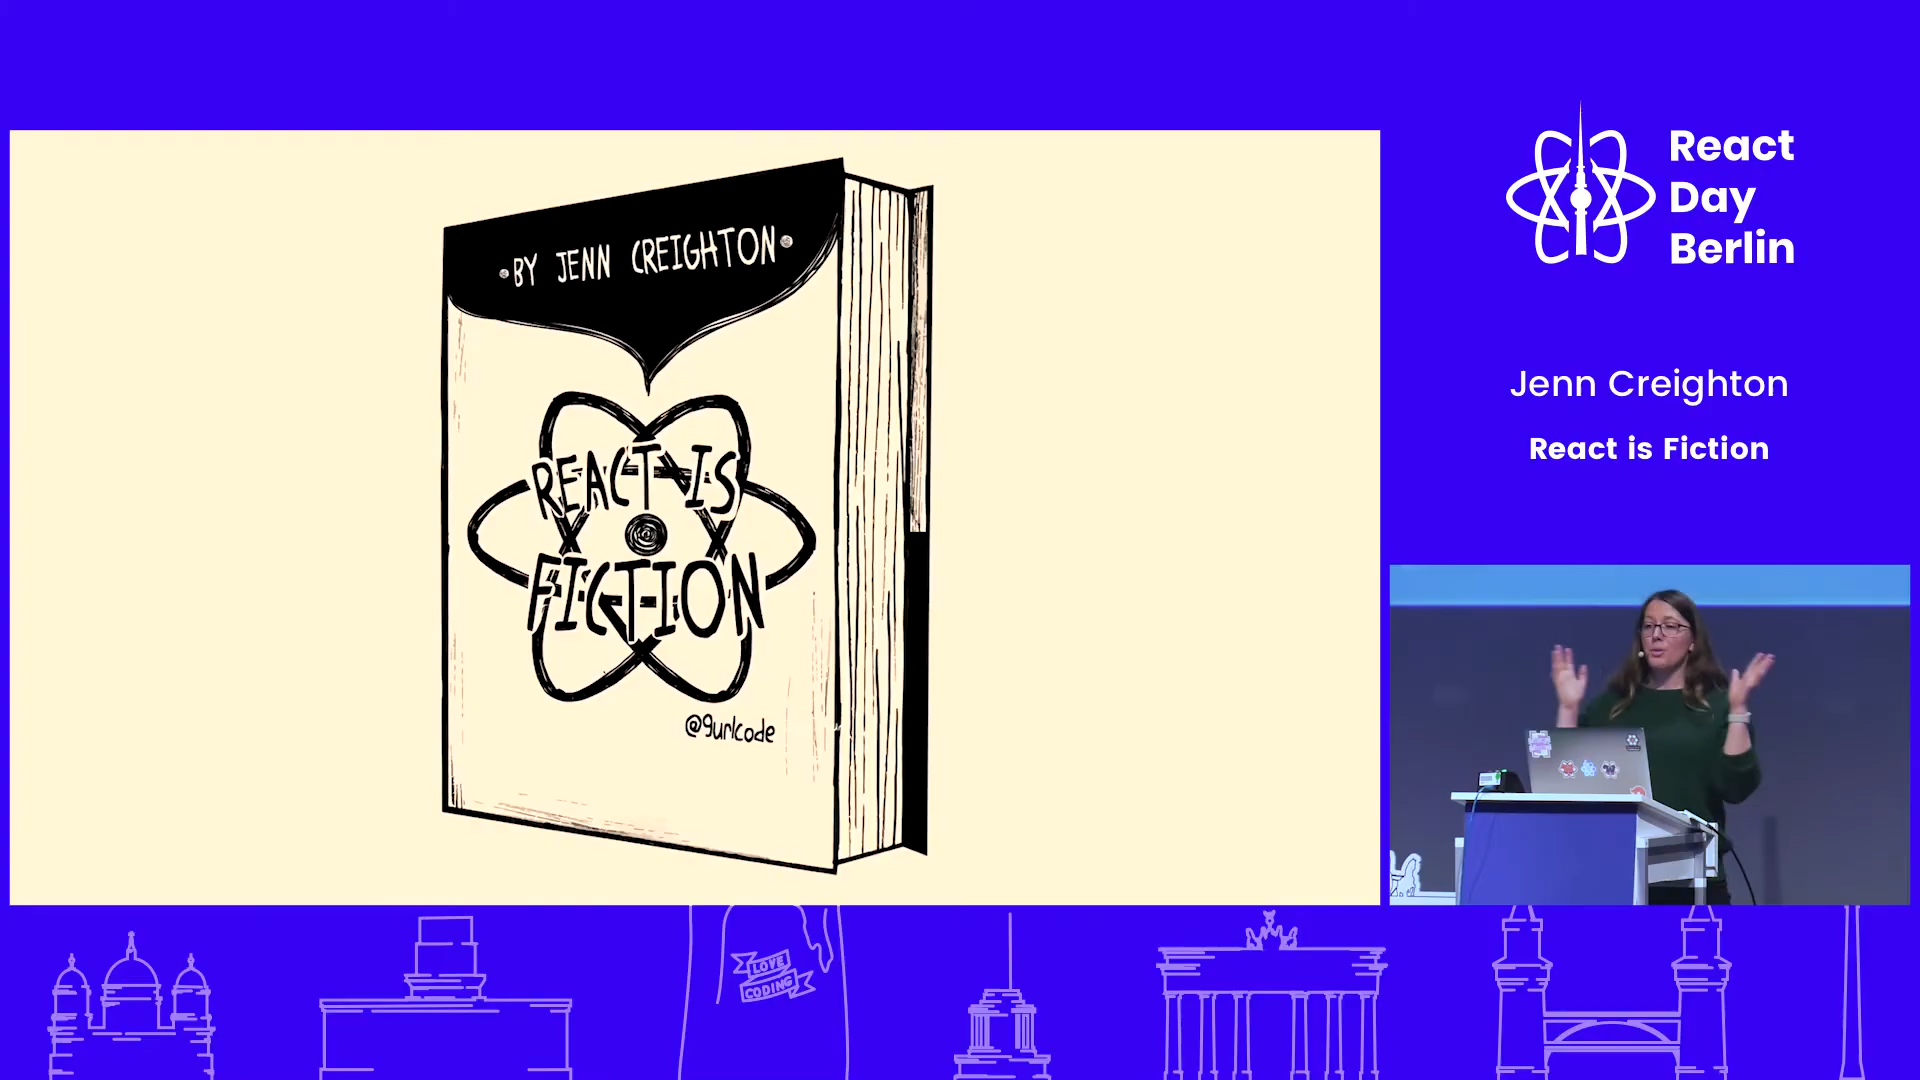 •BY JENN CREIGHTON•
REACT IS
FICTION
@gurlcode
React
Day
Berlin
Jenn Creighton
React is Fiction
LOVE
CODING